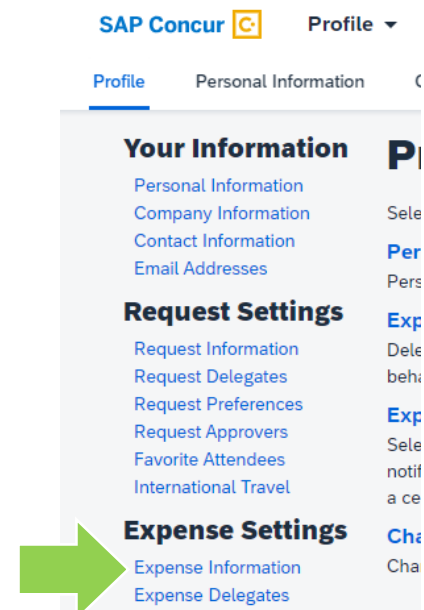 SAP Concur C Profile
Profile Personal Information
Your Information
Personal Information
Company Information
Contact Information
Email Addresses
Request Settings
Request Information
Request Delegates
Request Preferences
Request Approvers
Favorite Attendees
International Travel
Expense Settings
Expense Information
Expense Delegates